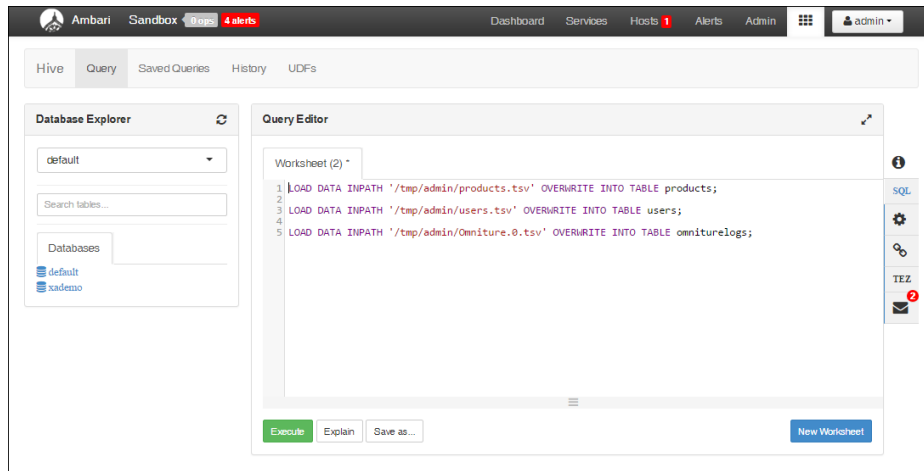 Ambari Sandbox 0 ops 4 alerts Dashboard Services Hosts 1 Alerts Admin admin
Hive Query Saved Queries History UDFs
Database Explorer
default
Search tables...
Databases
default
xademo
Query Editor
Worksheet (2) *
1 LOAD DATA INPATH '/tmp/admin/products.tsv' OVERWRITE INTO TABLE products;
2
3 LOAD DATA INPATH '/tmp/admin/users.tsv' OVERWRITE INTO TABLE users;
4
5 LOAD DATA INPATH '/tmp/admin/Omniture.0.tsv' OVERWRITE INTO TABLE omniturelogs;
Execute Explain Save as... New Worksheet
SQL
TEZ
2